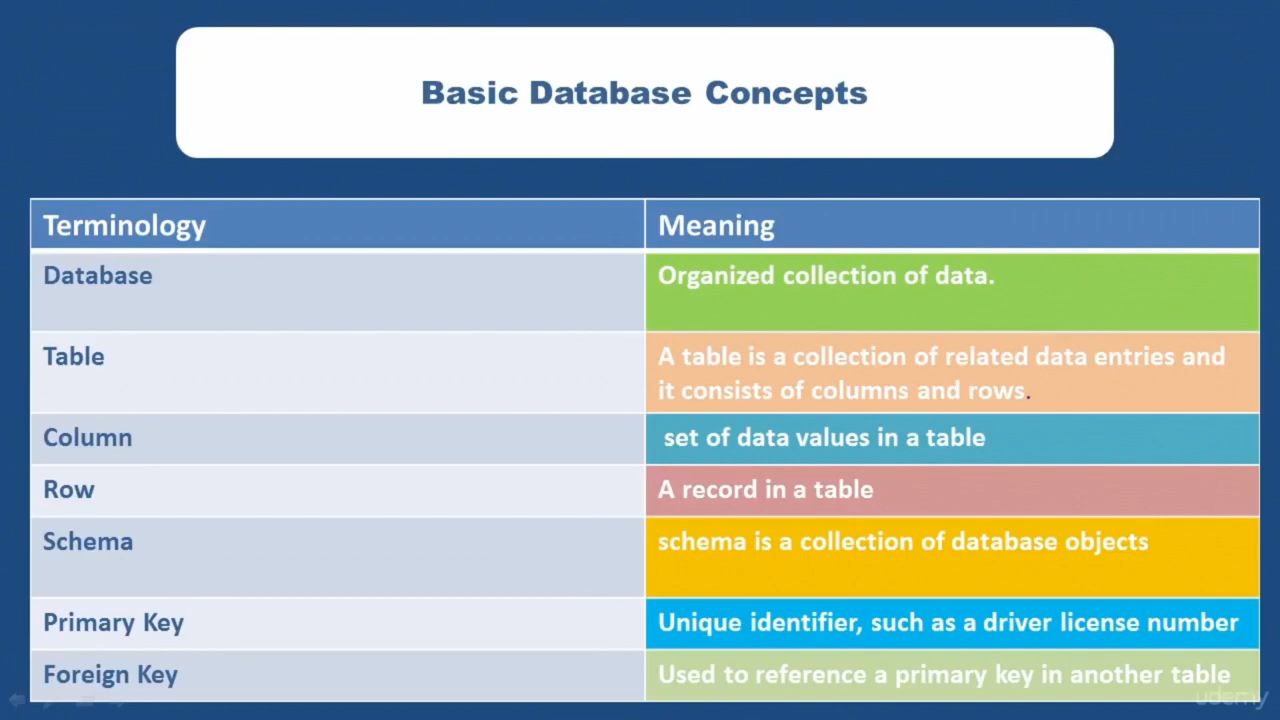 Basic Database Concepts
Terminology
Meaning
Database
Organized collection of data.
Table
A table is a collection of related data entries and
it consists of columns and rows.
Column
set of data values in a table
Row
A record in a table
Schema
schema is a collection of database objects
Primary Key
Unique identifier, such as a driver license number
Foreign Key
Used to reference a primary key in another table
udemy